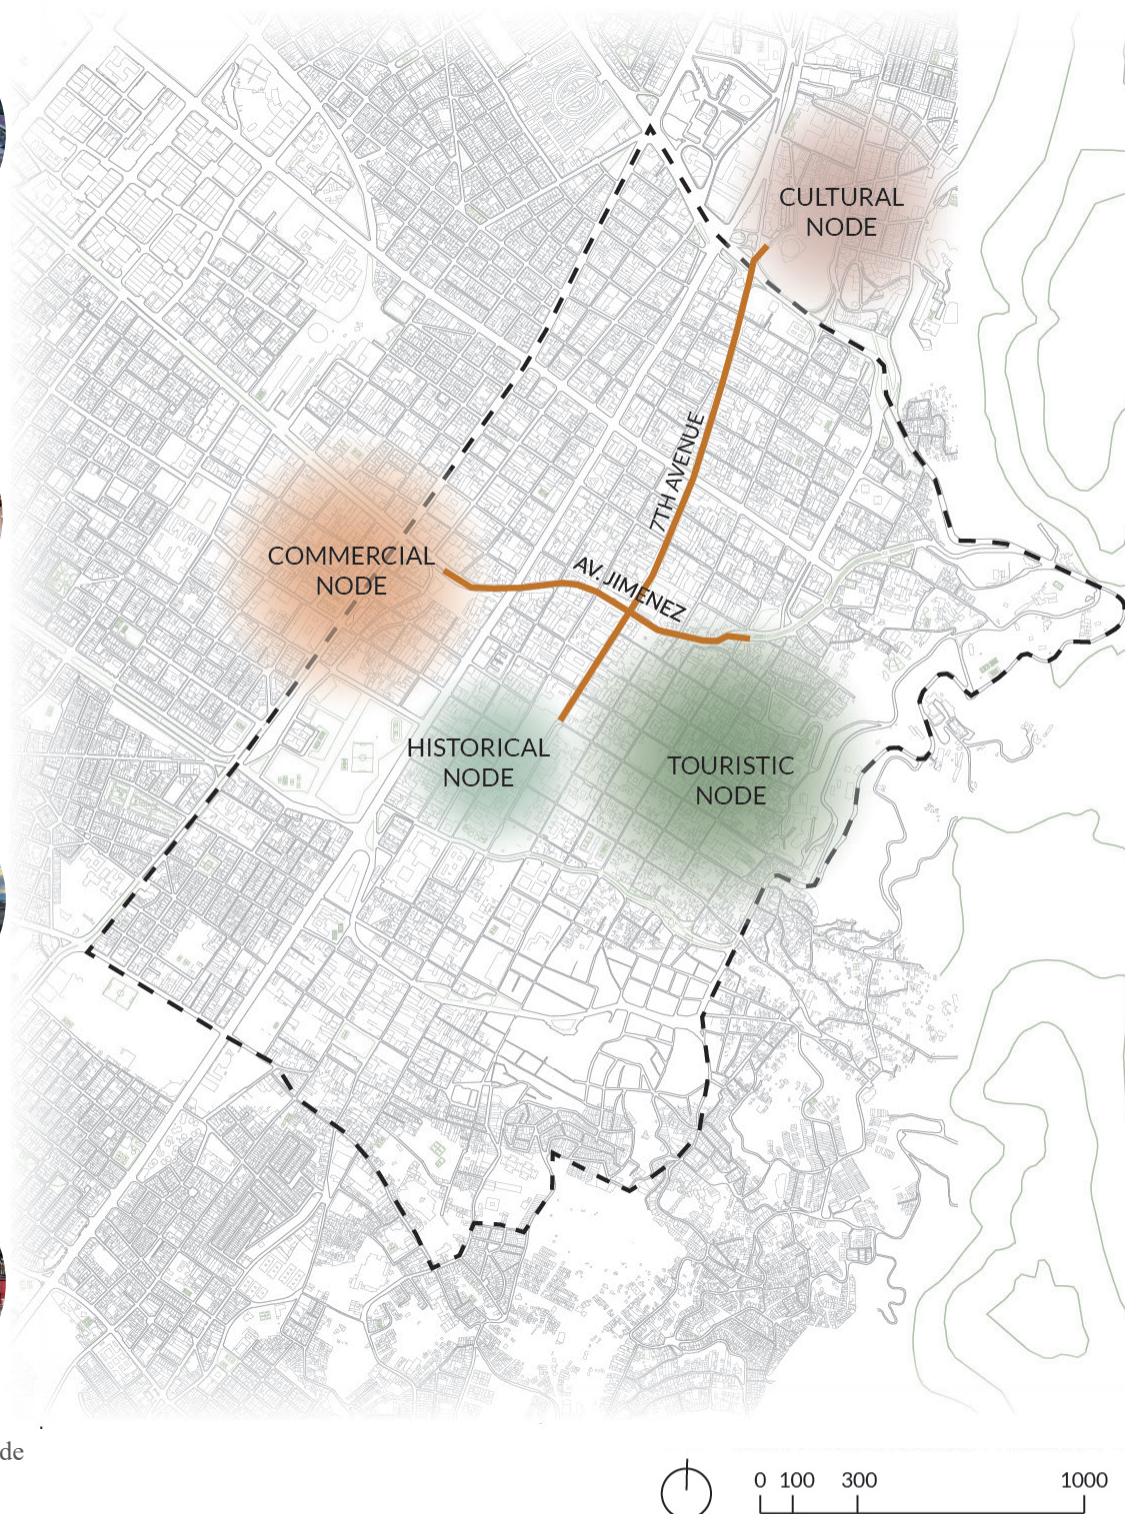 CULTURAL
NODE
7TH AVENUE
COMMERCIAL
NODE
AV. JIMENEZ
HISTORICAL
NODE
TOURISTIC
NODE
de
0 100 300 1000